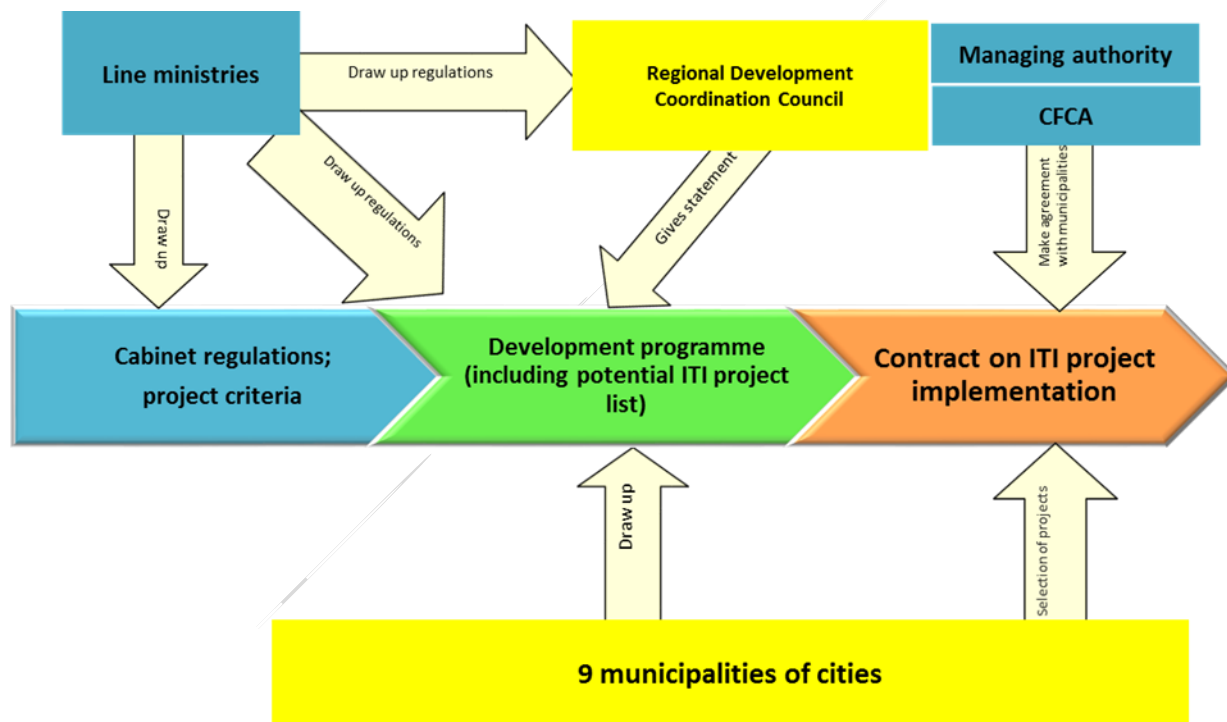 Line ministries
Draw up regulations
Regional Development
Coordination Council
Managing authority
CFCA
Draw up
Draw up regulations
Gives statement
Make agreement
with municipalities
Cabinet regulations;
project criteria
Development programme
(including potential ITI project
list)
Contract on ITI project
implementation
Draw up
Selection of projects
9 municipalities of cities